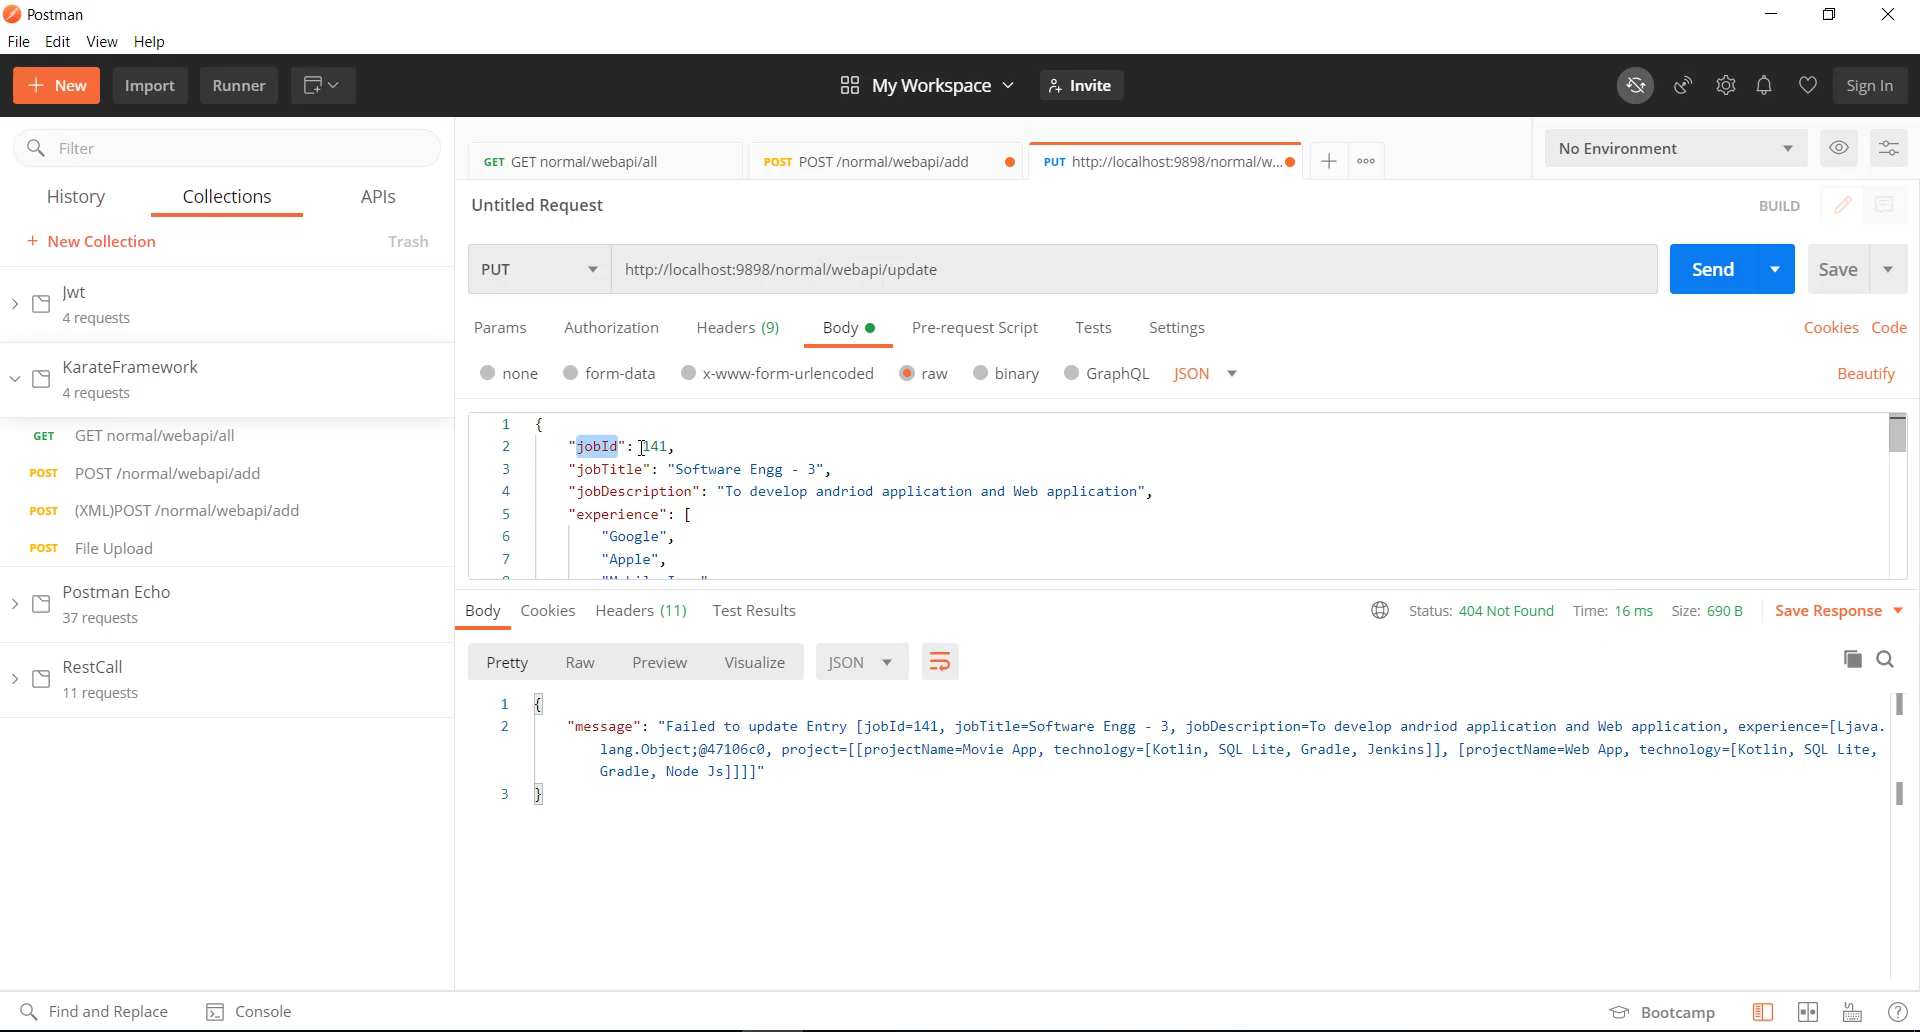 Postman
File Edit View Help
New Import Runner My Workspace Invite Sign In
Filter
History Collections APIs
+ New Collection Trash
Jwt
4 requests
KarateFramework
4 requests
GET GET normal/webapi/all
POST POST /normal/webapi/add
POST (XML)POST /normal/webapi/add
POST File Upload
Postman Echo
37 requests
RestCall
11 requests
GET GET normal/webapi/all POST POST /normal/webapi/add PUT http://localhost:9898/normal/w... No Environment
Untitled Request BUILD
PUT http://localhost:9898/normal/webapi/update Send Save
Params Authorization Headers (9) Body Pre-request Script Tests Settings Cookies Code
none form-data x-www-form-urlencoded raw binary GraphQL JSON Beautify
1 {
2 "jobId": 141,
3 "jobTitle": "Software Engg - 3",
4 "jobDescription": "To develop andriod application and Web application",
5 "experience": [
6 "Google",
7 "Apple",
Body Cookies Headers (11) Test Results Status: 404 Not Found Time: 16 ms Size: 690 B Save Response
Pretty Raw Preview Visualize JSON
1 {
2 "message": "Failed to update Entry [jobId=141, jobTitle=Software Engg - 3, jobDescription=To develop andriod application and Web application, experience=[Ljava.
lang.Object;@47106c0, project=[[projectName=Movie App, technology=[Kotlin, SQL Lite, Gradle, Jenkins]], [projectName=Web App, technology=[Kotlin, SQL Lite,
Gradle, Node Js]]]]"
3 }
Find and Replace Console Bootcamp